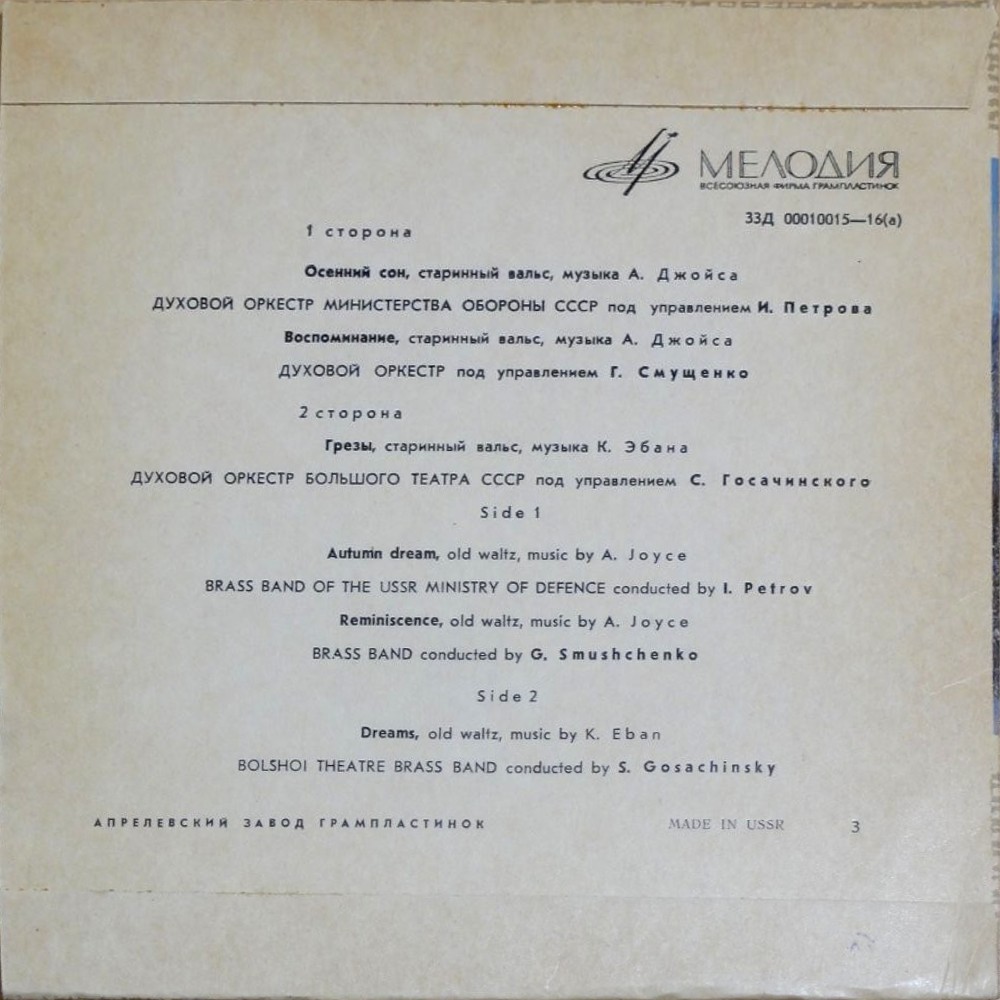 МЕЛОДИЯ
ВСЕСОЮЗНАЯ ФИРМА ГРАМПЛАСТИНОК
33Д 00010015—16(а)
1 сторона
Осенний сон, старинный вальс, музыка А. Джойса
ДУХОВОЙ ОРКЕСТР МИНИСТЕРСТВА ОБОРОНЫ СССР под управлением И. Петрова
Воспоминание, старинный вальс, музыка А. Джойса
ДУХОВОЙ ОРКЕСТР под управлением Г. Смущенко
2 сторона
Грезы, старинный вальс, музыка К. Эбана
ДУХОВОЙ ОРКЕСТР БОЛЬШОГО ТЕАТРА СССР под управлением С. Госачинского
Side 1
Autumn dream, old waltz, music by A. Joyce
BRASS BAND OF THE USSR MINISTRY OF DEFENCE conducted by I. Petrov
Reminiscence, old waltz, music by A. Joyce
BRASS BAND conducted by G. Smushchenko
Side 2
Dreams, old waltz, music by K. Eban
BOLSHOI THEATRE BRASS BAND conducted by S. Gosachinsky
АПРЕЛЕВСКИЙ ЗАВОД ГРАМПЛАСТИНОК MADE IN USSR 3